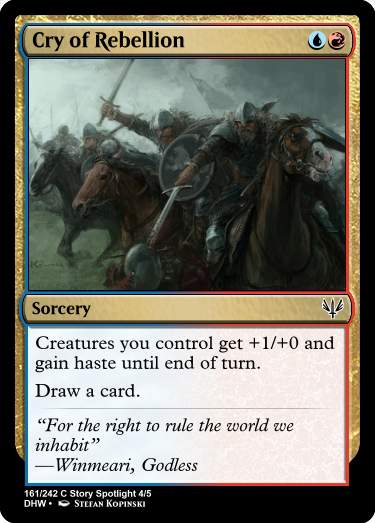 Cry of Rebellion
Sorcery
Creatures you control get +1/+0 and
gain haste until end of turn.
Draw a card.
“For the right to rule the world we
inhabit”
—Winmeari, Godless
161/242 C Story Spotlight 4/5
DHW • Stefan Kopinski